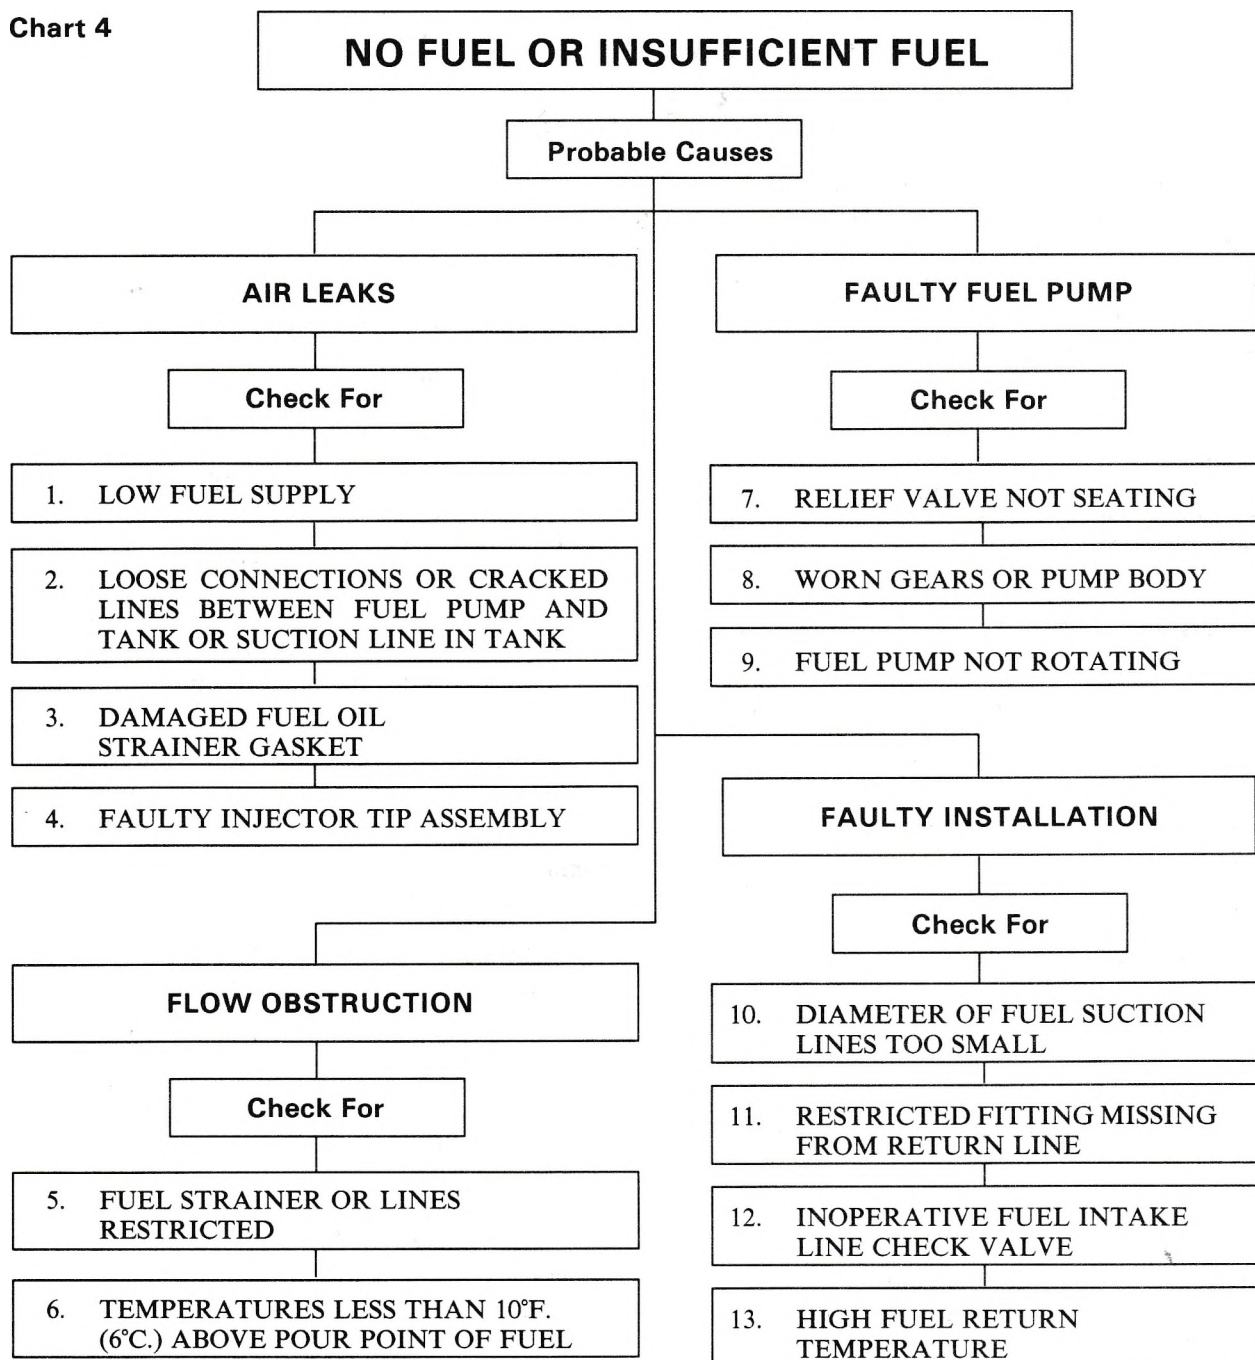 Chart 4
NO FUEL OR INSUFFICIENT FUEL
Probable Causes
AIR LEAKS
Check For
1. LOW FUEL SUPPLY
2. LOOSE CONNECTIONS OR CRACKED
LINES BETWEEN FUEL PUMP AND
TANK OR SUCTION LINE IN TANK
3. DAMAGED FUEL OIL
STRAINER GASKET
4. FAULTY INJECTOR TIP ASSEMBLY
FLOW OBSTRUCTION
Check For
5. FUEL STRAINER OR LINES
RESTRICTED
6. TEMPERATURES LESS THAN 10°F.
(6°C.) ABOVE POUR POINT OF FUEL
FAULTY FUEL PUMP
Check For
7. RELIEF VALVE NOT SEATING
8. WORN GEARS OR PUMP BODY
9. FUEL PUMP NOT ROTATING
FAULTY INSTALLATION
Check For
10. DIAMETER OF FUEL SUCTION
LINES TOO SMALL
11. RESTRICTED FITTING MISSING
FROM RETURN LINE
12. INOPERATIVE FUEL INTAKE
LINE CHECK VALVE
13. HIGH FUEL RETURN
TEMPERATURE